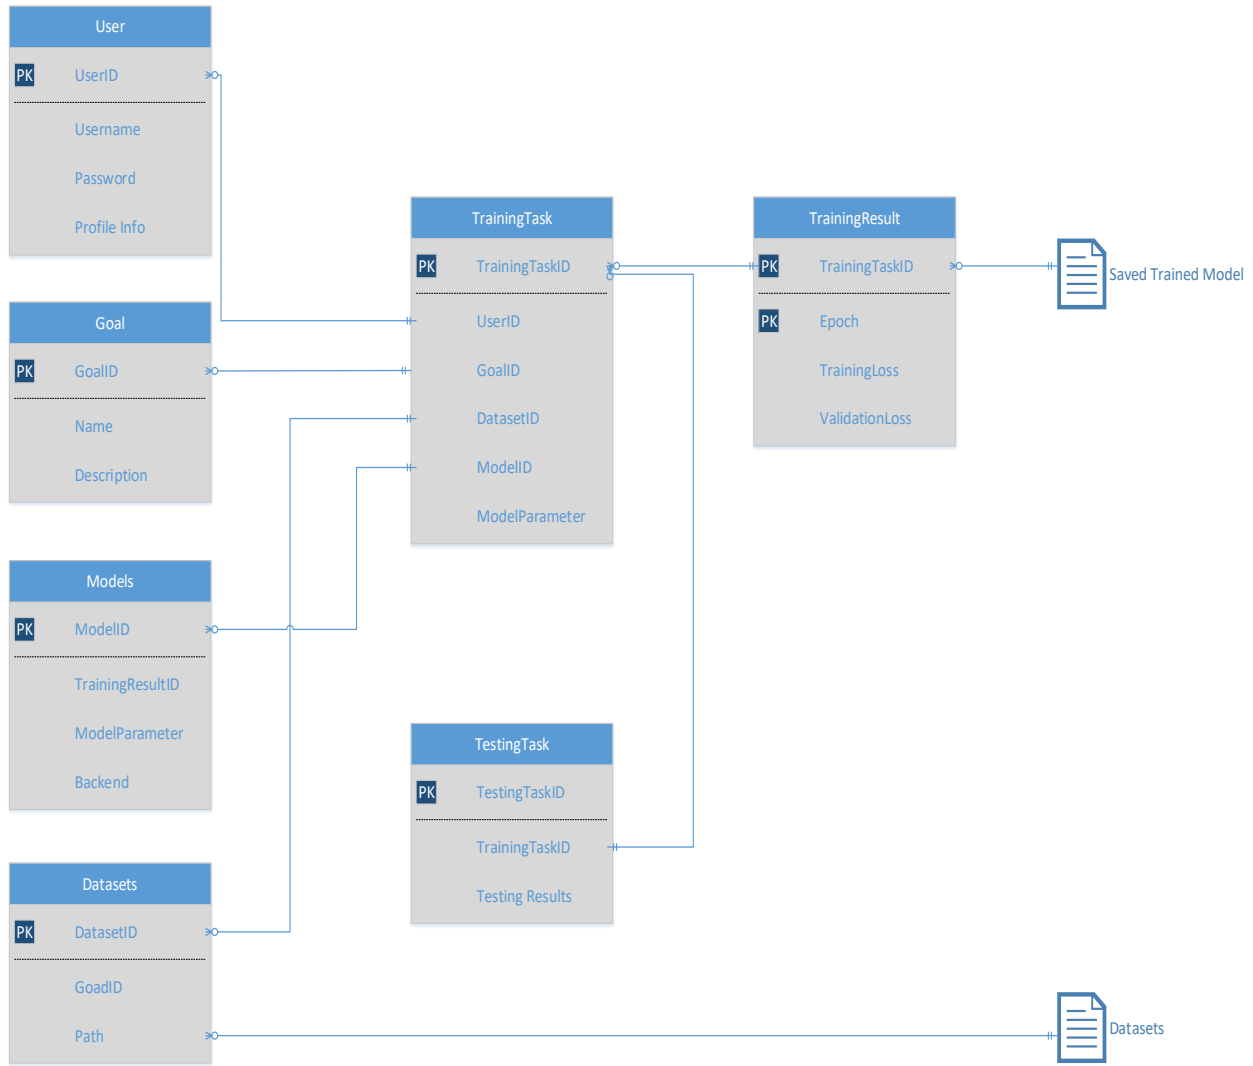 User
PK UserID
Username
Password
Profile Info
Goal
PK GoalID
Name
Description
Models
PK ModelID
TrainingResultID
ModelParameter
Backend
Datasets
PK DatasetID
GoadID
Path
TrainingTask
PK TrainingTaskID
UserID
GoalID
DatasetID
ModelID
ModelParameter
TestingTask
PK TestingTaskID
TrainingTaskID
Testing Results
TrainingResult
PK TrainingTaskID
PK Epoch
TrainingLoss
ValidationLoss
Saved Trained Model
Datasets